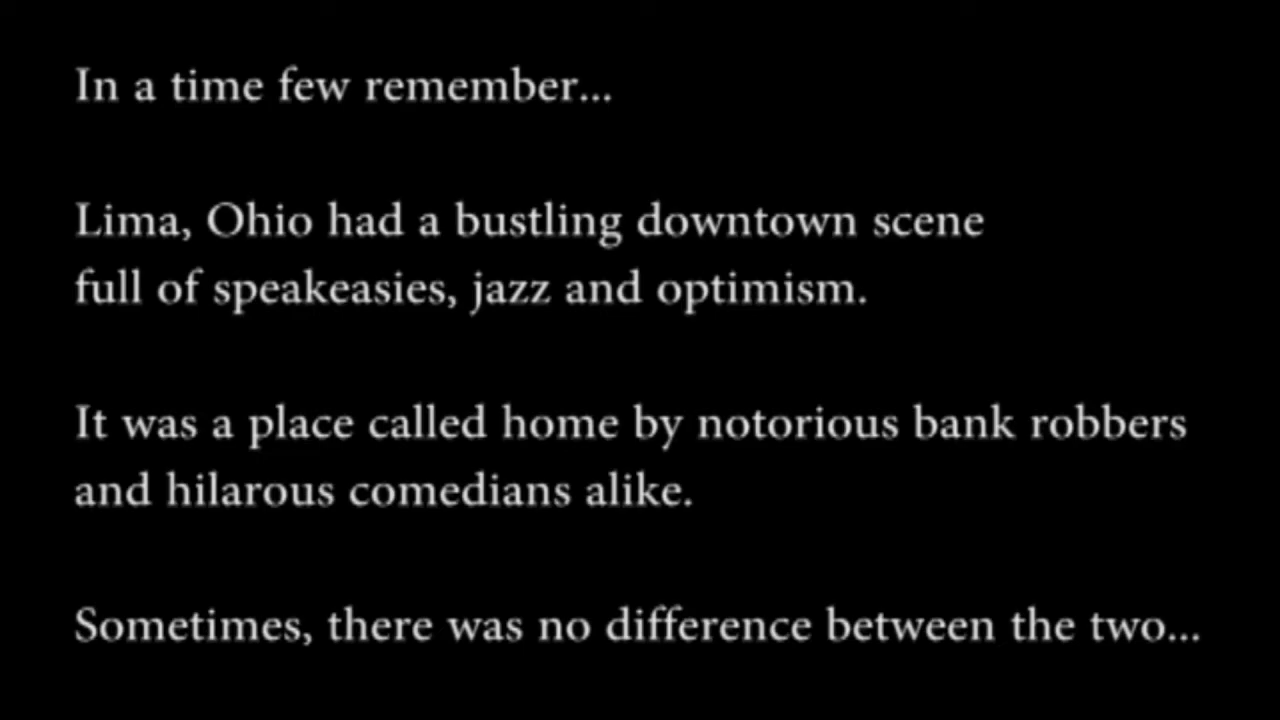 In a time few remember...
Lima, Ohio had a bustling downtown scene
full of speakeasies, jazz and optimism.
It was a place called home by notorious bank robbers
and hilarous comedians alike.
Sometimes, there was no difference between the two...